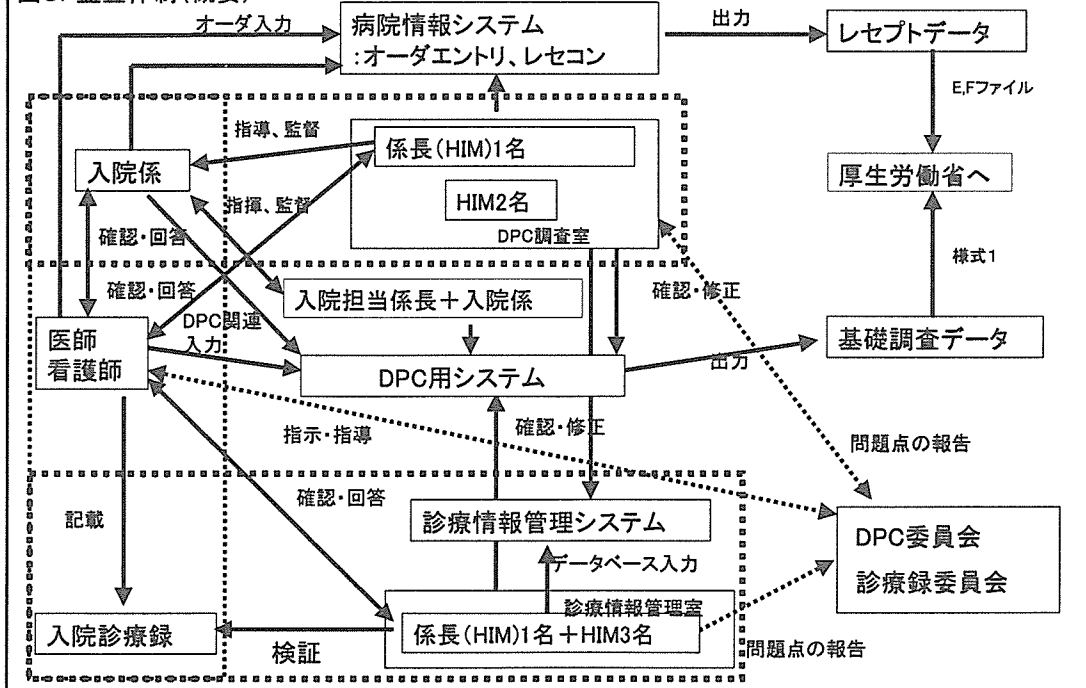 オーダ入力
病院情報システム
:オーダエントリ、レセコン
出力
レセプトデータ
E,Fファイル
指導、監督
係長(HIM)1名
入院係
厚生労働省へ
HIM2名
指揮、監督
DPC調査室
確認・回答
様式1
確認・回答
入院担当係長+入院係
確認・修正
DPC関連
入力
医師
看護師
基礎調査データ
DPC用システム
出力
確認・修正
指示・指導
問題点の報告
確認・回答
記載
診療情報管理システム
DPC委員会
データベース入力
診療録委員会
診療情報管理室
入院診療録
係長(HIM)1名+HIM3名
検証
問題点の報告